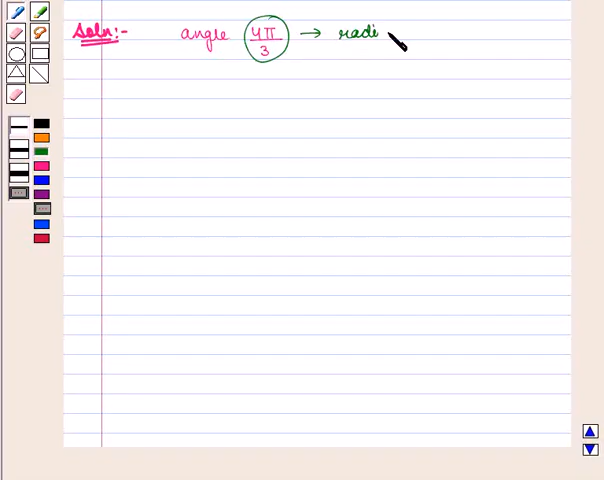 Soln:- angle 4π/3 → radi